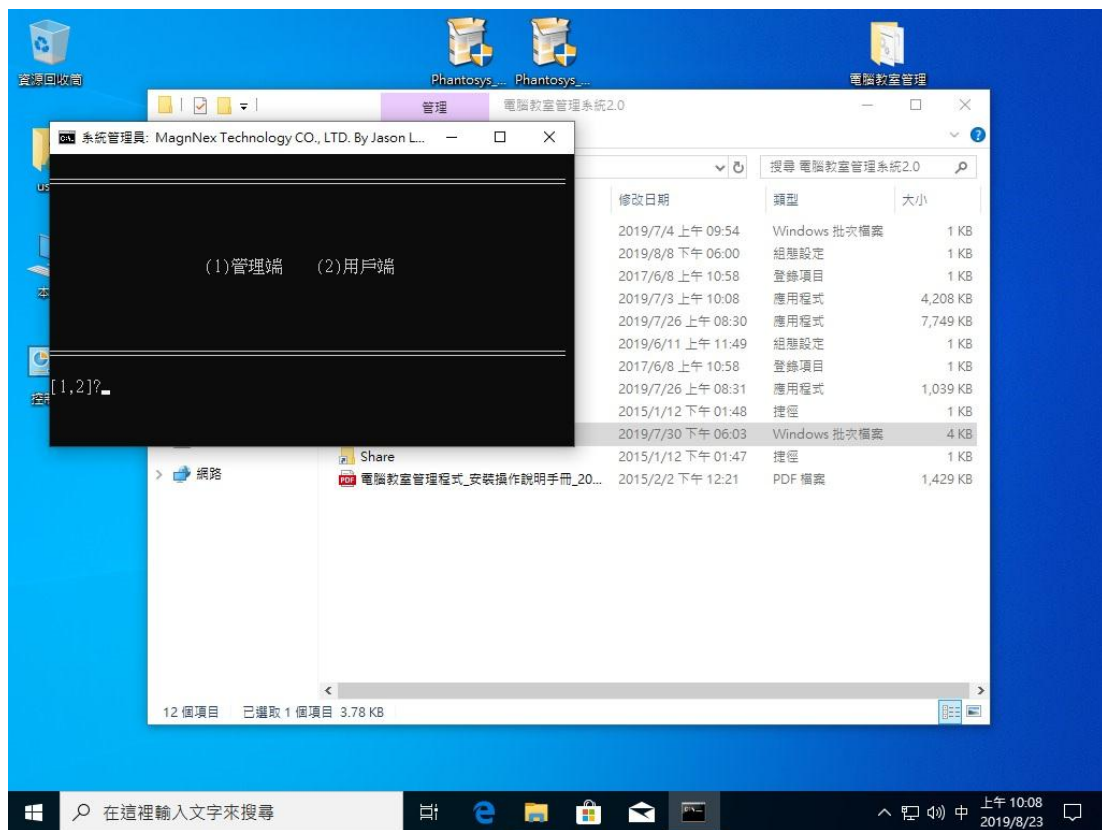 資源回收筒
Phantosys_...
Phantosys_...
電腦教室管理
管理
電腦教室管理系統2.0
系統管理員: MagnNex Technology CO., LTD. By Jason L...
(1)管理端 (2)用戶端
[1,2]?
搜尋 電腦教室管理系統2.0
修改日期 類型 大小
2019/7/4 上午 09:54 Windows 批次檔案 1 KB
2019/8/8 下午 06:00 組態設定 1 KB
2017/6/8 上午 10:58 登錄項目 1 KB
2019/7/3 上午 10:08 應用程式 4,208 KB
2019/7/26 上午 08:30 應用程式 7,749 KB
2019/6/11 上午 11:49 組態設定 1 KB
2017/6/8 上午 10:58 登錄項目 1 KB
2019/7/26 上午 08:31 應用程式 1,039 KB
2015/1/12 下午 01:48 捷徑 1 KB
2019/7/30 下午 06:03 Windows 批次檔案 4 KB
Share 2015/1/12 下午 01:47 捷徑 1 KB
網路
電腦教室管理程式_安裝操作說明手冊_20... 2015/2/2 下午 12:21 PDF 檔案 1,429 KB
12 個項目 已選取 1 個項目 3.78 KB
在這裡輸入文字來搜尋
中
上午 10:08
2019/8/23